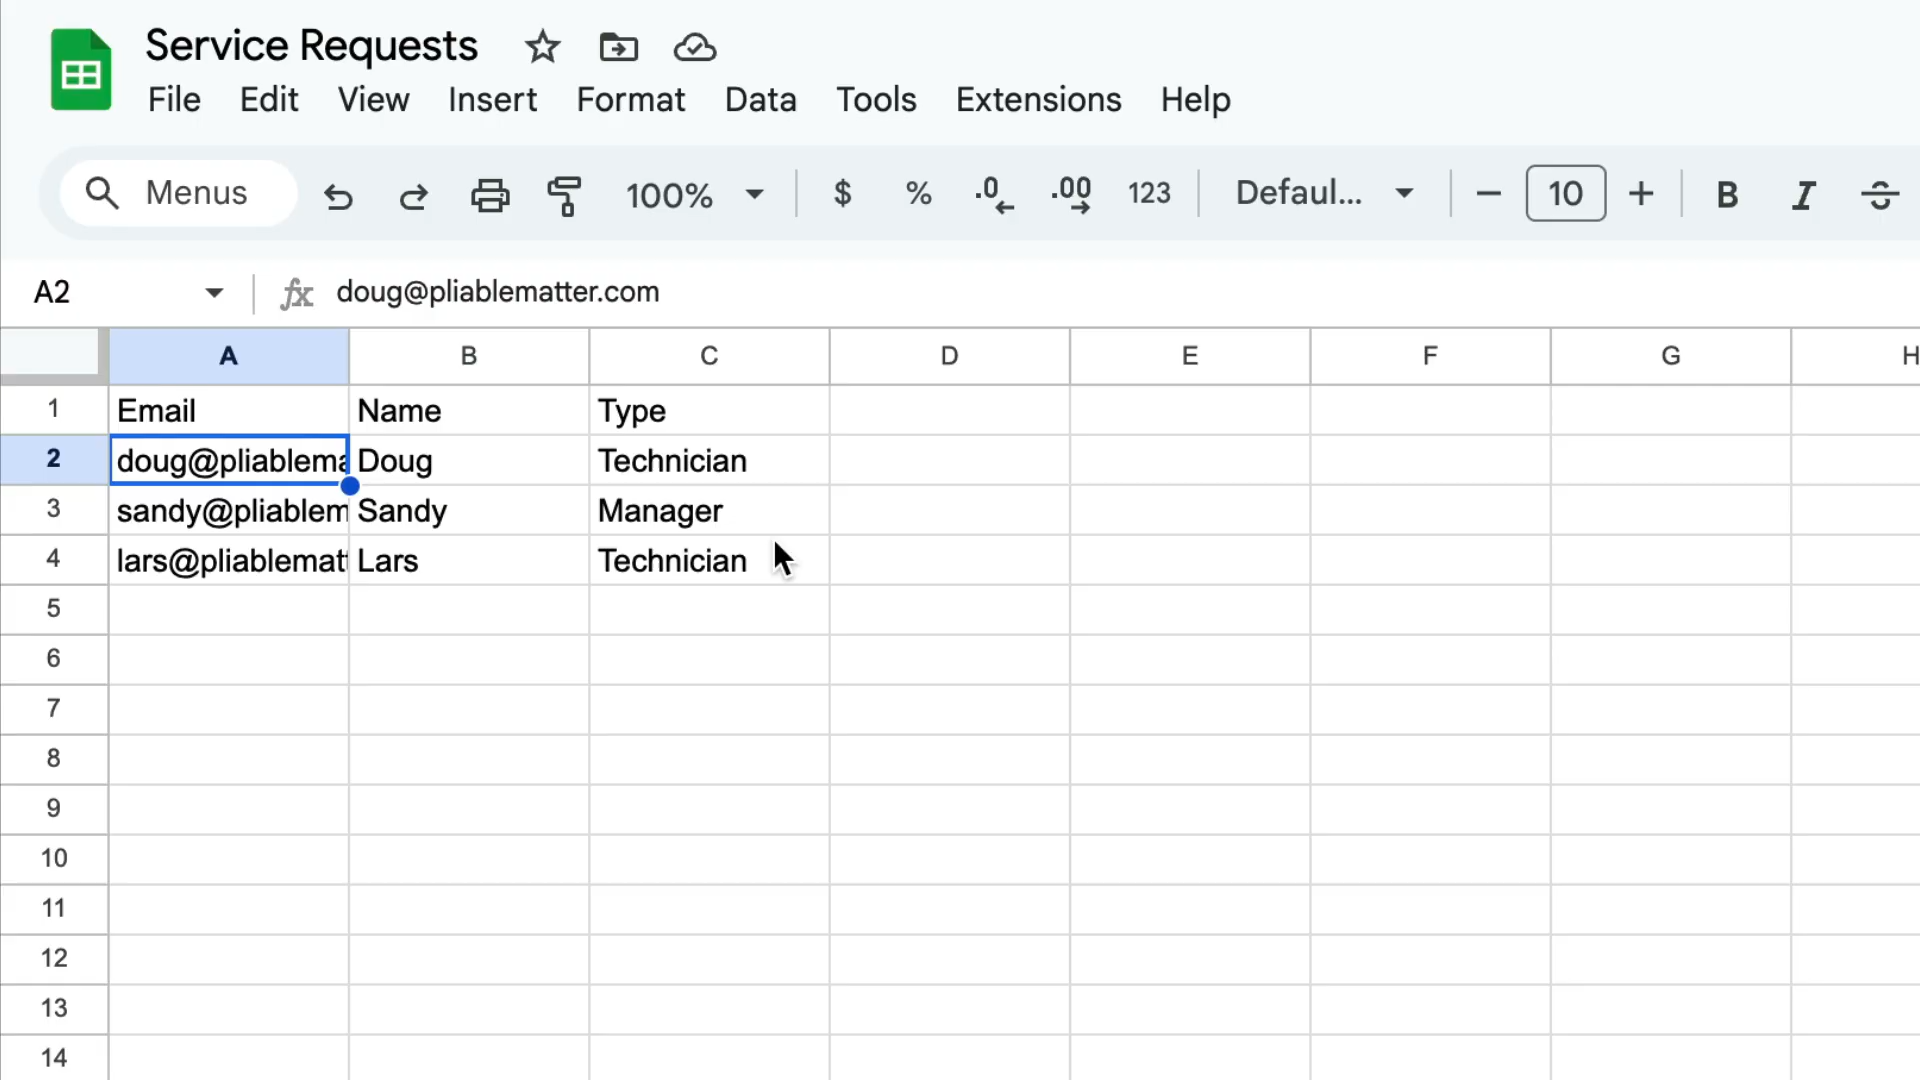 Service Requests
File Edit View Insert Format Data Tools Extensions Help
Menus 100% $ % .0 .00 123 Defaul... − 10 + B I S
A2 fx doug@pliablematter.com
A B C D E F G H
1 Email Name Type
2 doug@pliablema Doug Technician
3 sandy@pliablem Sandy Manager
4 lars@pliablematt Lars Technician
5
6
7
8
9
10
11
12
13
14